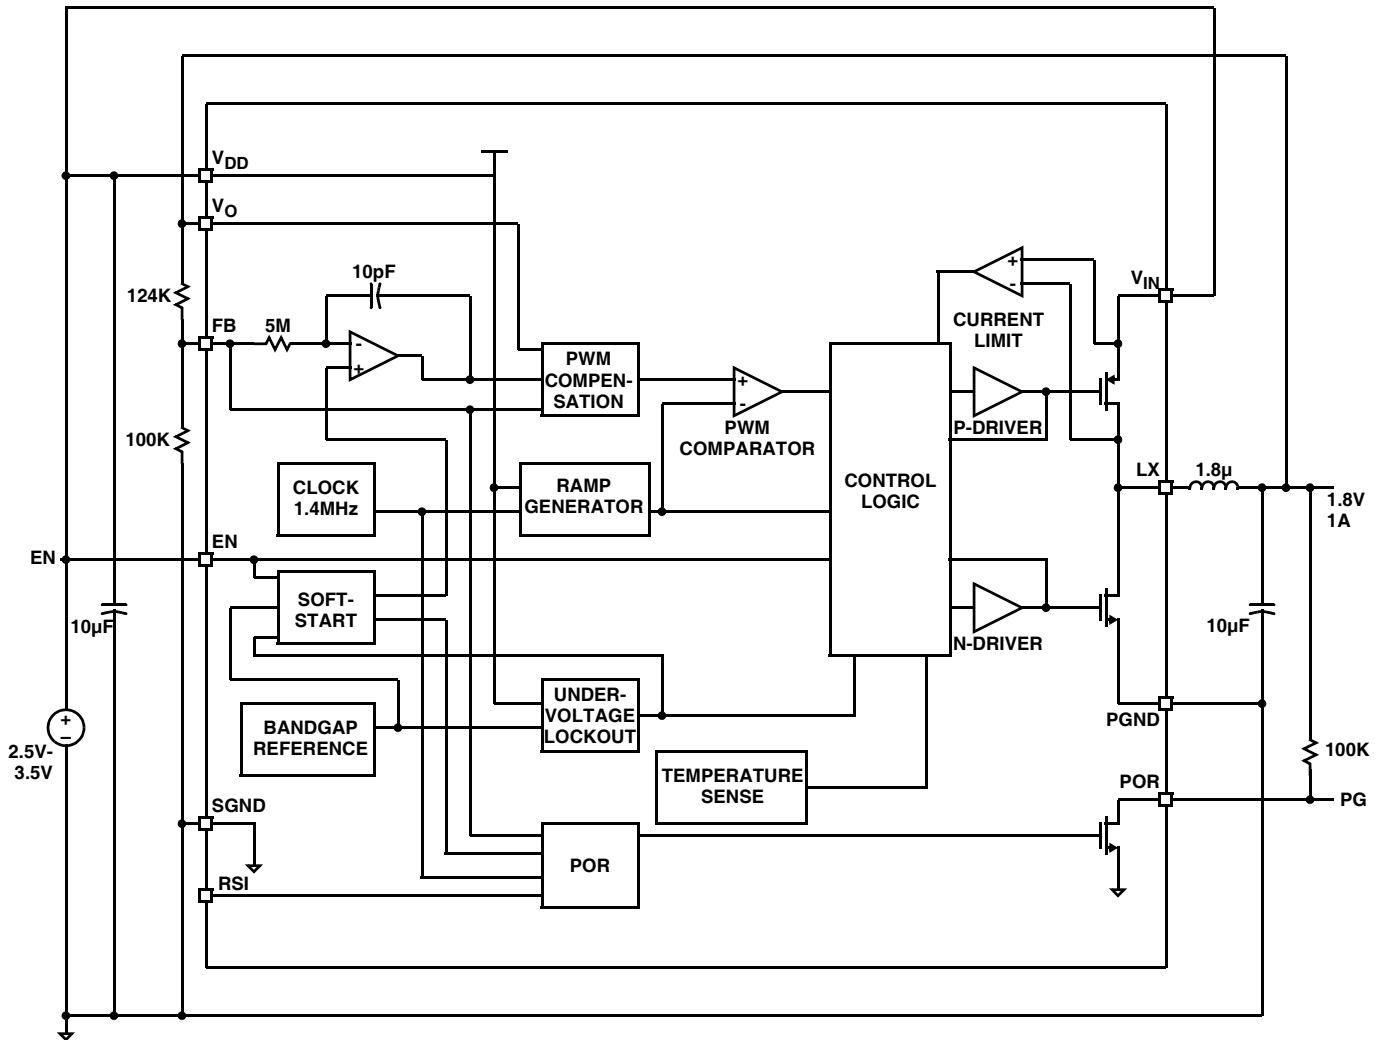 VDD
VO
10pF
124K
FB
5M
-
+
PWM
COMPEN-
SATION
+
-
PWM
COMPARATOR
+
-
CURRENT
LIMIT
VIN
P-DRIVER
100K
CLOCK
1.4MHz
RAMP
GENERATOR
CONTROL
LOGIC
LX
1.8µ
1.8V
1A
EN
EN
SOFT-
START
10µF
N-DRIVER
10µF
UNDER-
VOLTAGE
LOCKOUT
BANDGAP
REFERENCE
PGND
+
–
2.5V-
3.5V
100K
TEMPERATURE
SENSE
POR
PG
SGND
POR
RSI